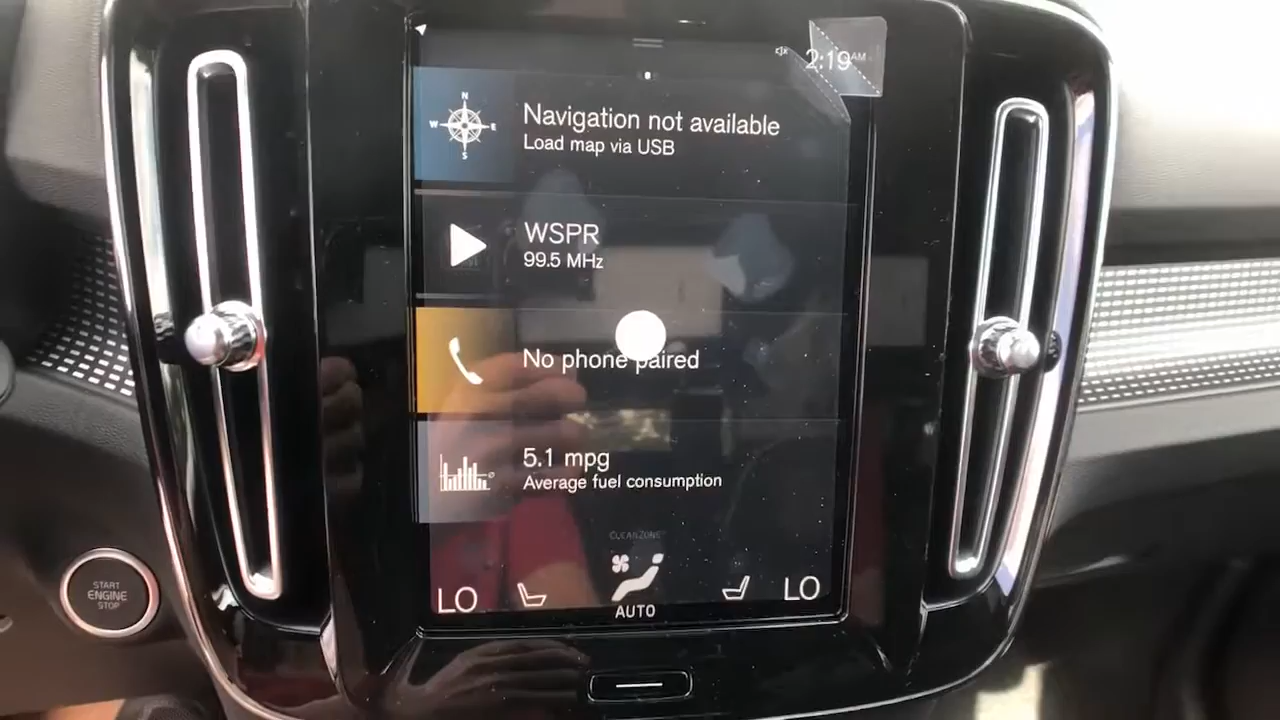 2:19 AM
N
W E
S
Navigation not available
Load map via USB
WSPR
99.5 MHz
No phone paired
5.1 mpg
Average fuel consumption
CLEANZONE
LO
LO
AUTO
START
ENGINE
STOP